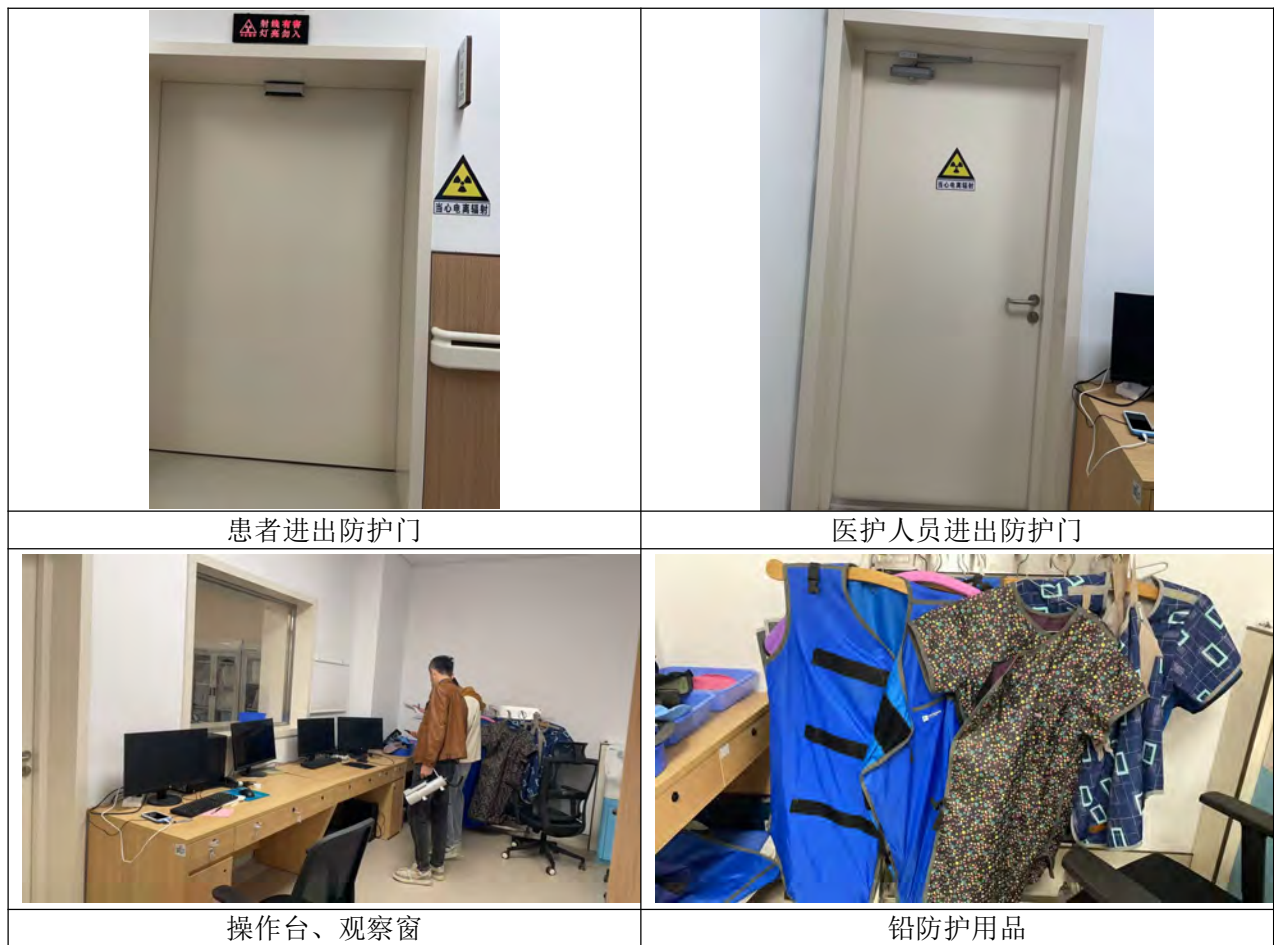 射线有害
灯亮勿入
当心电离辐射
当心电离辐射
患者进出防护门
医护人员进出防护门
操作台、观察窗
铅防护用品